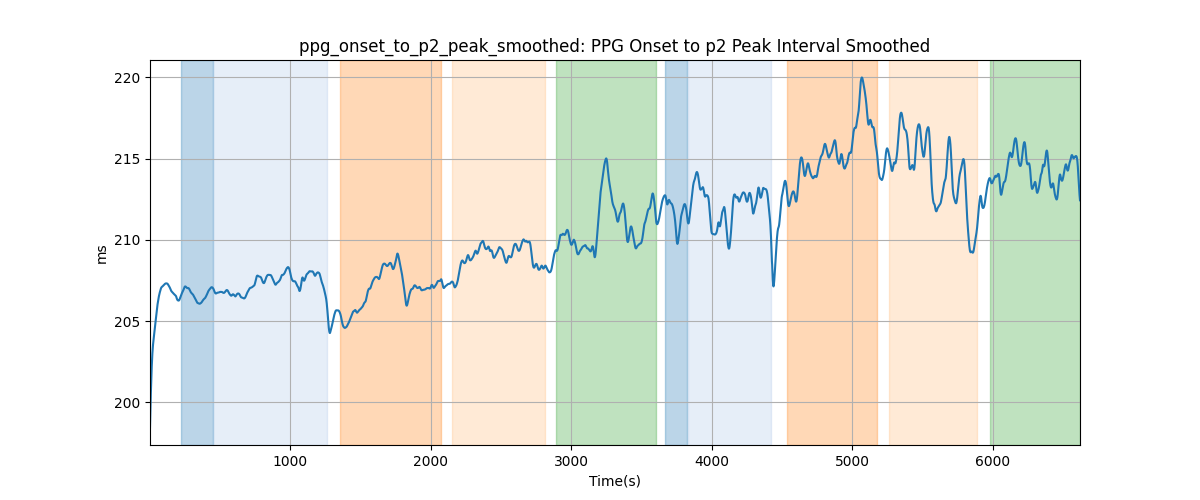 ppg_onset_to_p2_peak_smoothed: PPG Onset to p2 Peak Interval Smoothed
220
215
210
205
200
ms
1000 2000 3000 4000 5000 6000
Time(s)